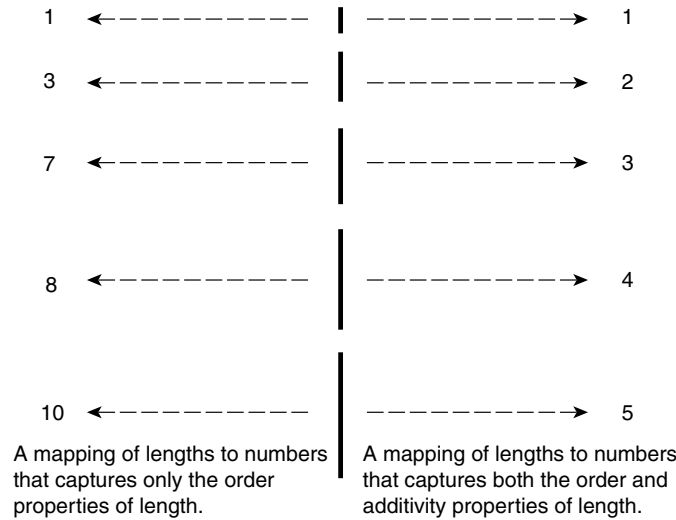 1 1
3 2
7 3
8 4
10 5
A mapping of lengths to numbers
that captures only the order
properties of length.
A mapping of lengths to numbers
that captures both the order and
additivity properties of length.